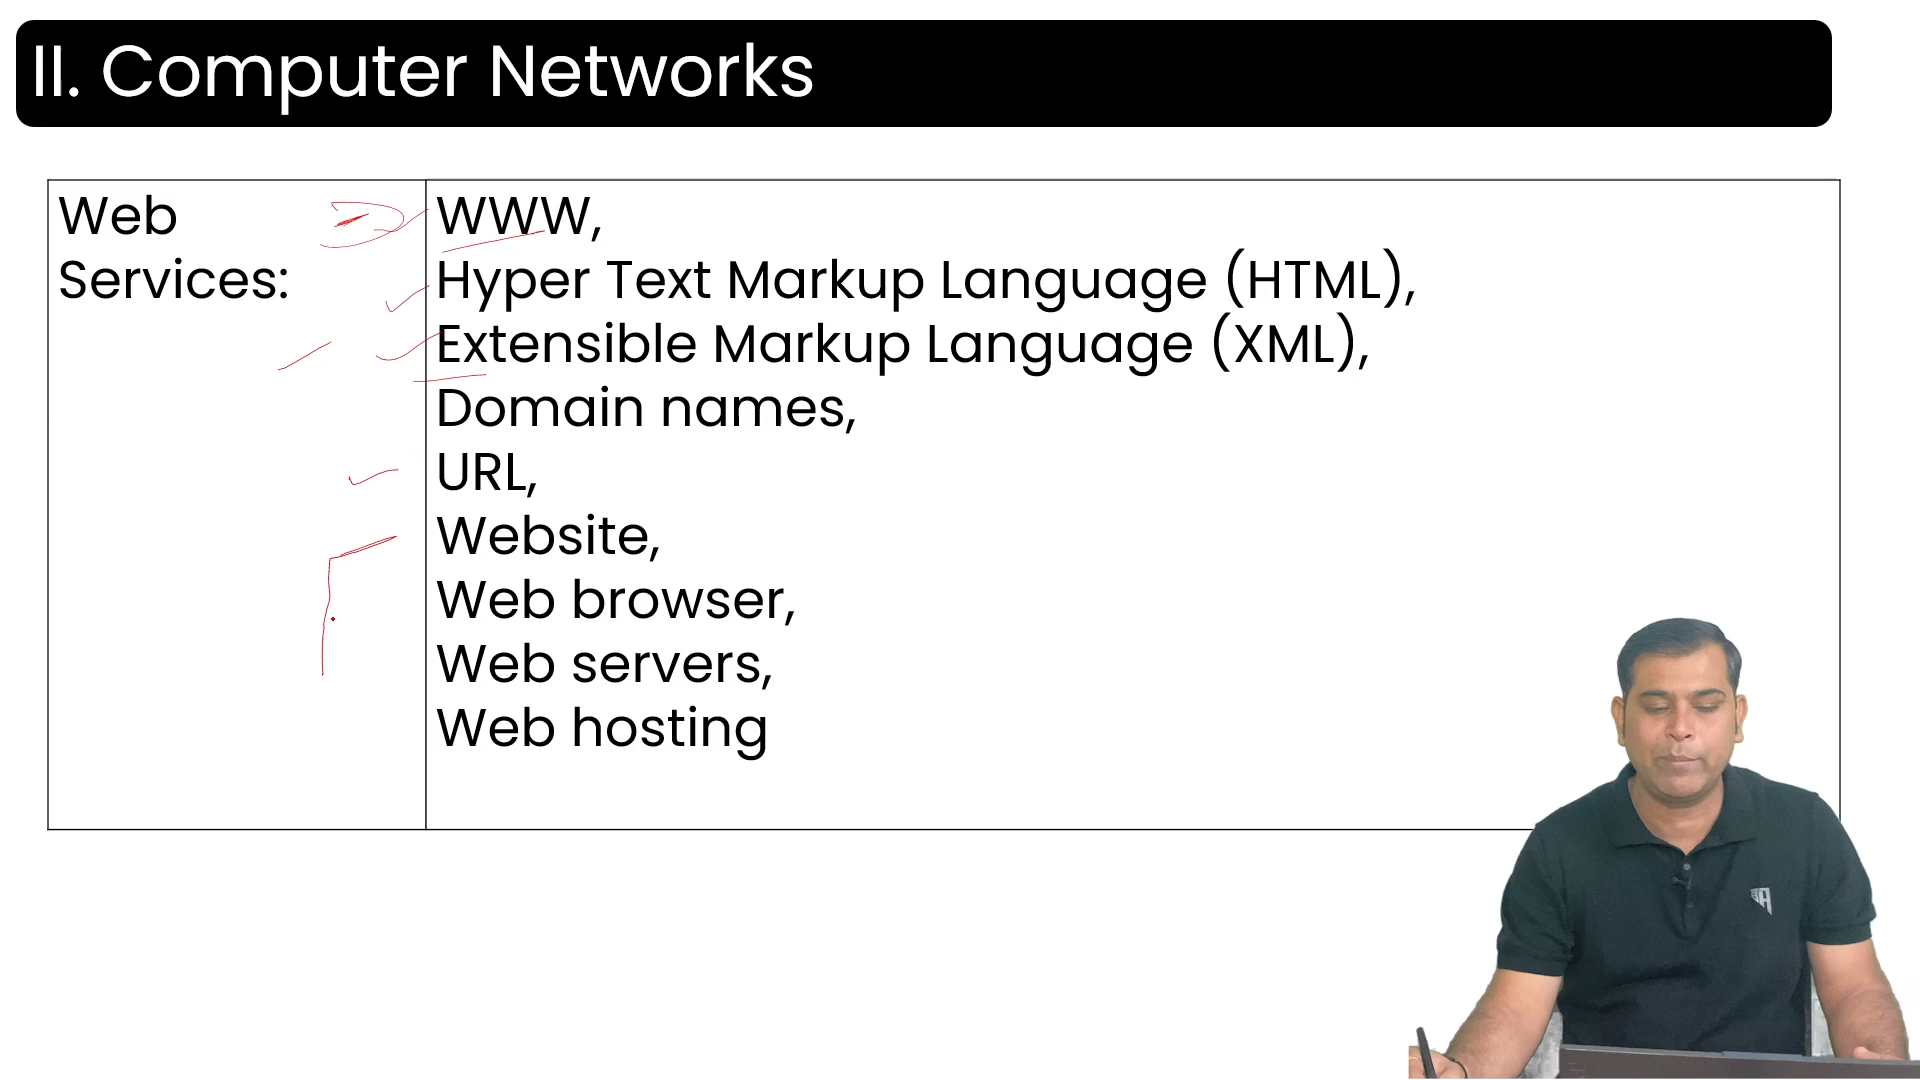 II. Computer Networks
Web
Services:
WWW,
Hyper Text Markup Language (HTML),
Extensible Markup Language (XML),
Domain names,
URL,
Website,
Web browser,
Web servers,
Web hosting